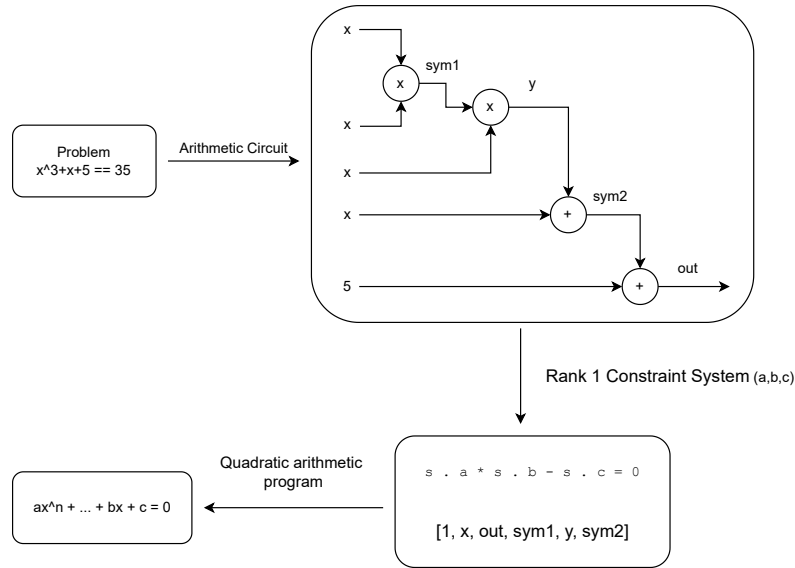 Problem
x^3+x+5 == 35
Arithmetic Circuit
x
x
sym1
x
y
x
x
x
+
sym2
5
+
out
Rank 1 Constraint System (a,b,c)
s . a * s . b - s . c = 0
[1, x, out, sym1, y, sym2]
Quadratic arithmetic
program
ax^n + ... + bx + c = 0